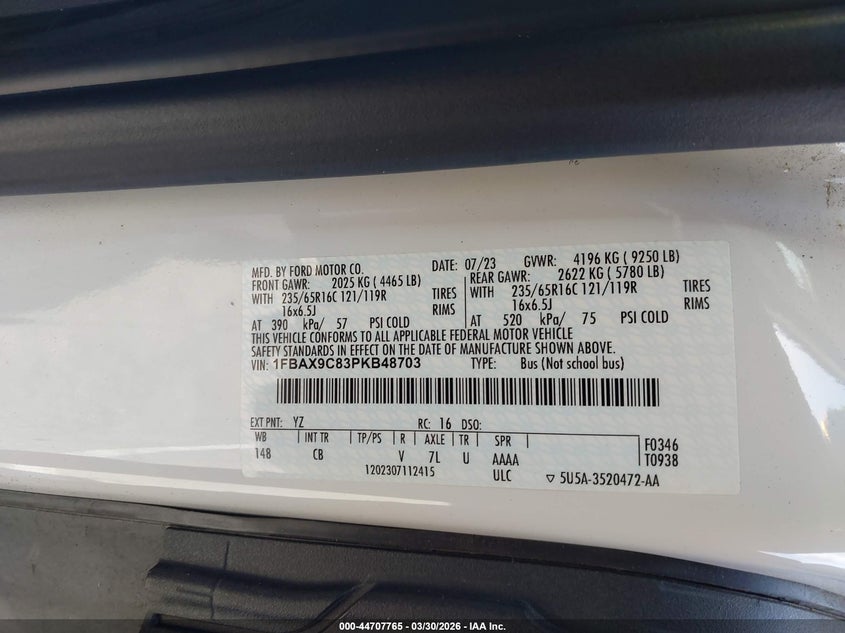 MFD. BY FORD MOTOR CO. DATE: 07/23 GVWR: 4196 KG ( 9250 LB)
FRONT GAWR: 2025 KG ( 4465 LB) REAR GAWR: 2622 KG ( 5780 LB)
WITH 235/65R16C 121/119R TIRES WITH 235/65R16C 121/119R TIRES
16x6.5J RIMS 16x6.5J RIMS
AT 390 kPa/ 57 PSI COLD AT 520 kPa/ 75 PSI COLD
THIS VEHICLE CONFORMS TO ALL APPLICABLE FEDERAL MOTOR VEHICLE
SAFETY STANDARDS IN EFFECT ON THE DATE OF MANUFACTURE SHOWN ABOVE.
VIN: 1FBAX9C83PKB48703 TYPE: Bus (Not school bus)
EXT PNT: YZ RC: 16 DSO:
WB INT TR TP/PS R AXLE TR SPR F0346
148 CB V 7L U AAAA T0938
1202307112415 ULC ▽ 5U5A-3520472-AA
000-44707765 - 03/30/2026 - IAA Inc.